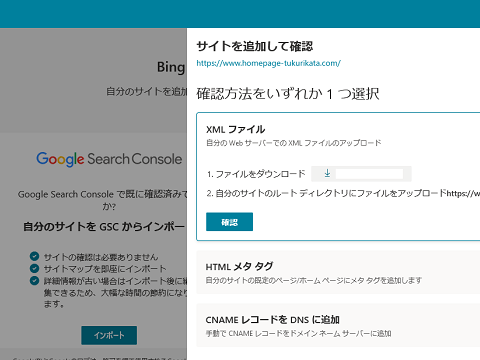 Bing
自分のサイトを追加
Google Search Console
Google Search Console で既に確認済みで
か?
自分のサイトを GSC からインポー
サイトの確認は必要ありません
サイトマップを即座にインポート
詳細情報が古い場合はインポート後に編
集できるため、大幅な時間の節約になり
ます。
インポート
サイトを追加して確認
https://www.homepage-tukurikata.com/
確認方法をいずれか 1 つ選択
XML ファイル
自分の Web サーバーでの XML ファイルのアップロード
1. ファイルをダウンロード
2. 自分のサイトのルート ディレクトリにファイルをアップロードhttps://w
確認
HTML メタ タグ
自分のサイトの既定のページ/ホーム ページにメタ タグを追加します
CNAME レコードを DNS に追加
手動で CNAME レコードをドメイン ネーム サーバーに追加